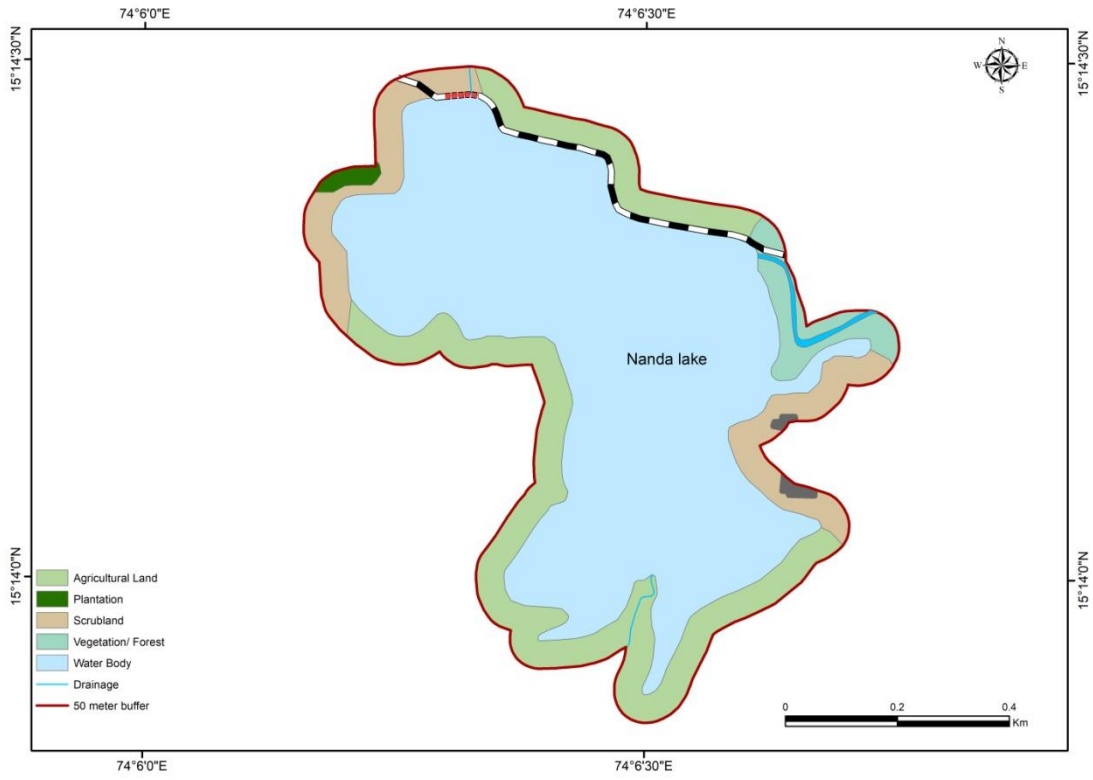 74°6'0"E 74°6'30"E
15°14'30"N 15°14'30"N
N
W E
S
Nanda lake
15°14'0"N 15°14'0"N
Agricultural Land
Plantation
Scrubland
Vegetation/ Forest
Water Body
Drainage
50 meter buffer
0 0.2 0.4
Km
74°6'0"E 74°6'30"E